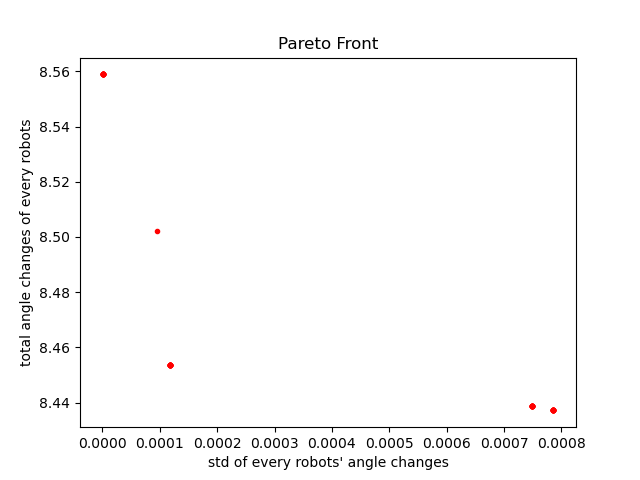 Pareto Front
total angle changes of every robots
8.56
8.54
8.52
8.50
8.48
8.46
8.44
0.0000 0.0001 0.0002 0.0003 0.0004 0.0005 0.0006 0.0007 0.0008
std of every robots' angle changes